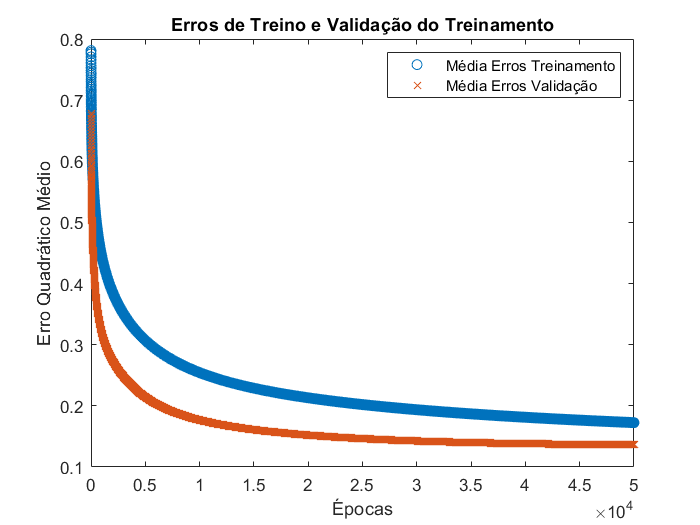 Erros de Treino e Validação do Treinamento
Média Erros Treinamento
Média Erros Validação
Erro Quadrático Médio
0.8
0.7
0.6
0.5
0.4
0.3
0.2
0.1
0 0.5 1 1.5 2 2.5 3 3.5 4 4.5 5
Épocas
×10⁴